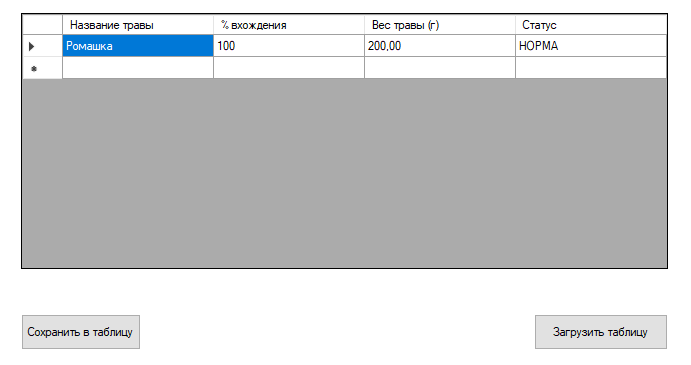 Название травы % вхождения Вес травы (г) Статус
Ромашка 100 200,00 НОРМА
Сохранить в таблицу Загрузить таблицу